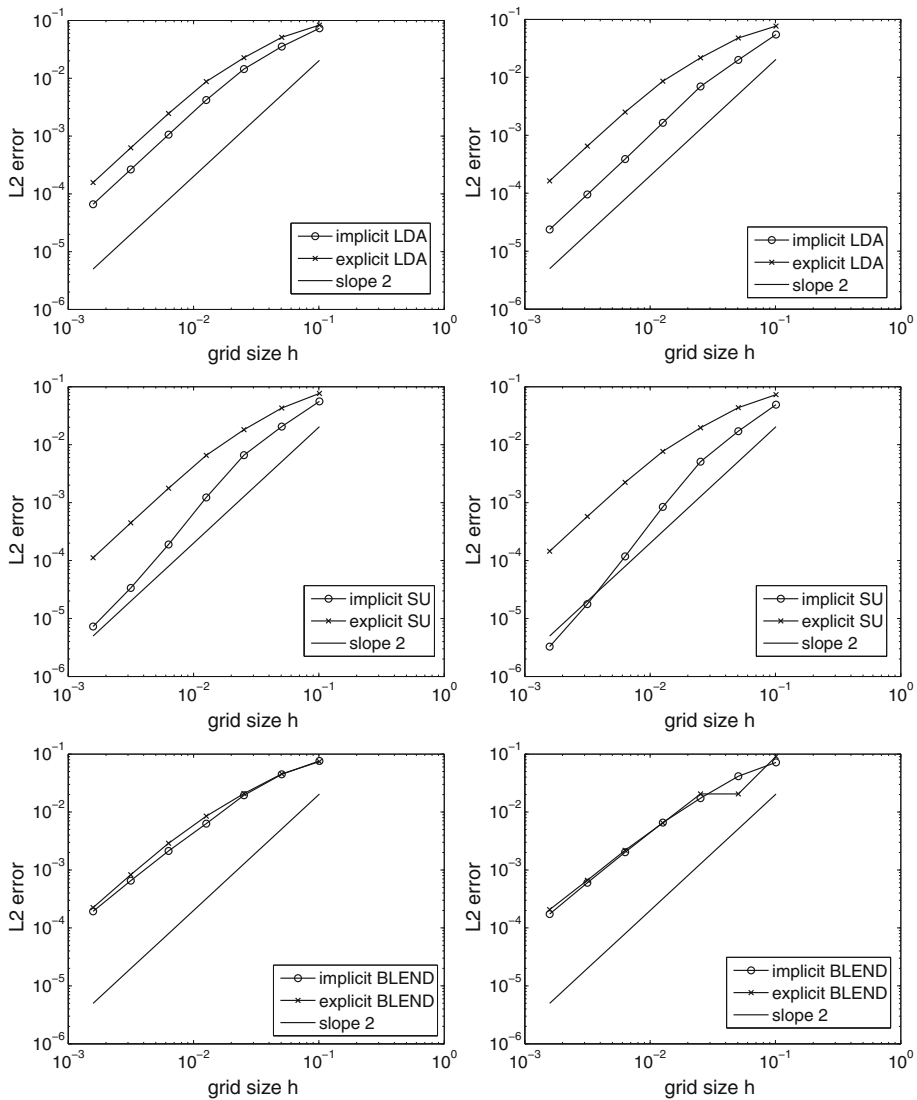 10^-1
10^-2
10^-3
10^-4
10^-5
10^-6
L2 error
implicit LDA
explicit LDA
slope 2
10^-3 10^-2 10^-1 10^0
grid size h
10^-1
10^-2
10^-3
10^-4
10^-5
10^-6
L2 error
implicit LDA
explicit LDA
slope 2
10^-3 10^-2 10^-1 10^0
grid size h
10^-1
10^-2
10^-3
10^-4
10^-5
10^-6
L2 error
implicit SU
explicit SU
slope 2
10^-3 10^-2 10^-1 10^0
grid size h
10^-1
10^-2
10^-3
10^-4
10^-5
10^-6
L2 error
implicit SU
explicit SU
slope 2
10^-3 10^-2 10^-1 10^0
grid size h
10^-1
10^-2
10^-3
10^-4
10^-5
10^-6
L2 error
implicit BLEND
explicit BLEND
slope 2
10^-3 10^-2 10^-1 10^0
grid size h
10^-1
10^-2
10^-3
10^-4
10^-5
10^-6
L2 error
implicit BLEND
explicit BLEND
slope 2
10^-3 10^-2 10^-1 10^0
grid size h